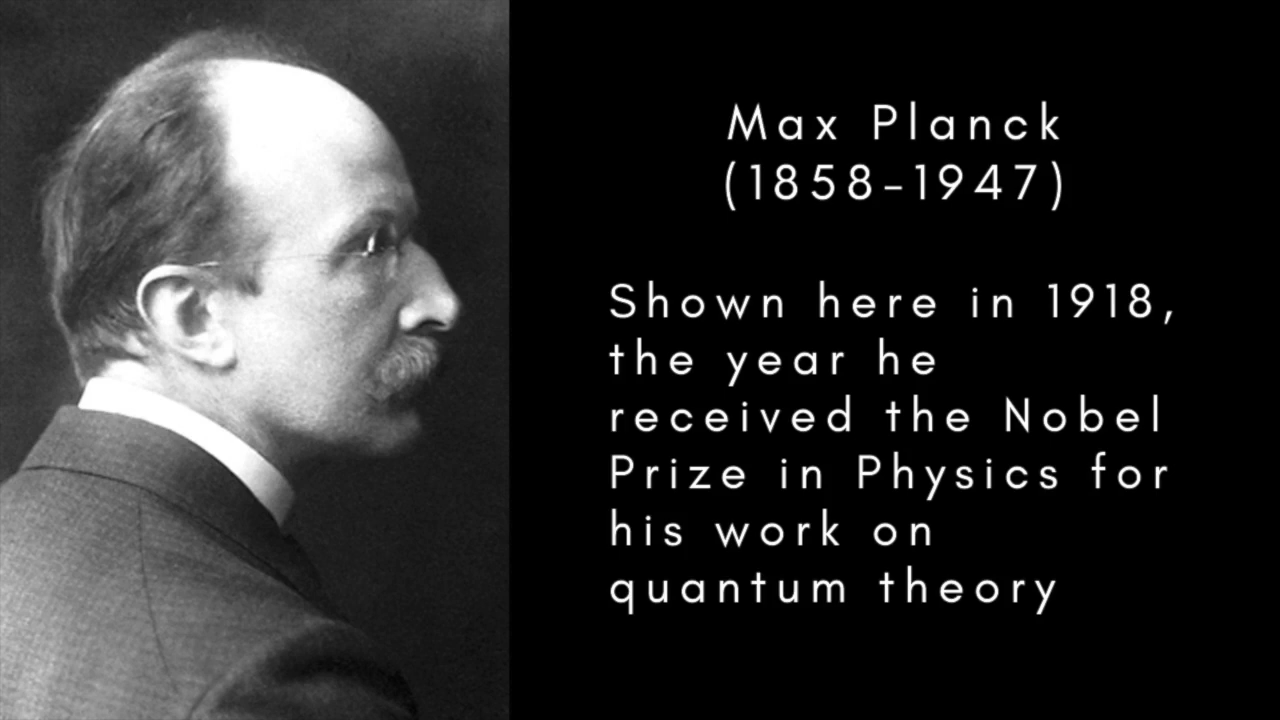 Max Planck
(1858–1947)
Shown here in 1918,
the year he
received the Nobel
Prize in Physics for
his work on
quantum theory